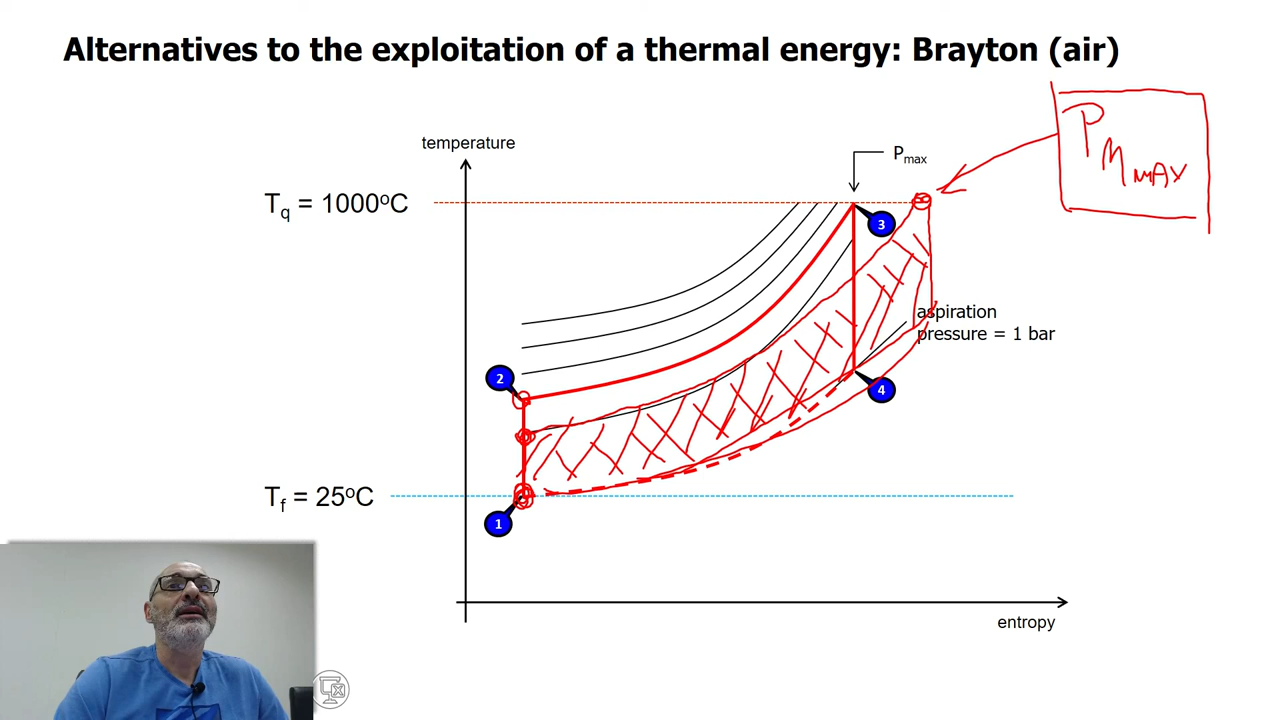 Alternatives to the exploitation of a thermal energy: Brayton (air)
P M MAX
temperature
Pmax
Tq = 1000ºC
3
aspiration
pressure = 1 bar
2
4
Tf = 25ºC
1
entropy